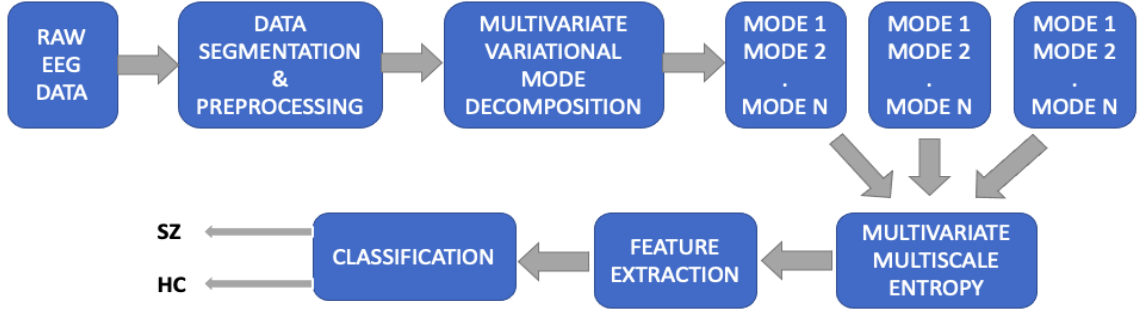 RAW
EEG
DATA
DATA
SEGMENTATION
&
PREPROCESSING
MULTIVARIATE
VARIATIONAL
MODE
DECOMPOSITION
MODE 1
MODE 2
.
MODE N
MODE 1
MODE 2
.
MODE N
MODE 1
MODE 2
.
MODE N
MULTIVARIATE
MULTISCALE
ENTROPY
FEATURE
EXTRACTION
CLASSIFICATION
SZ
HC